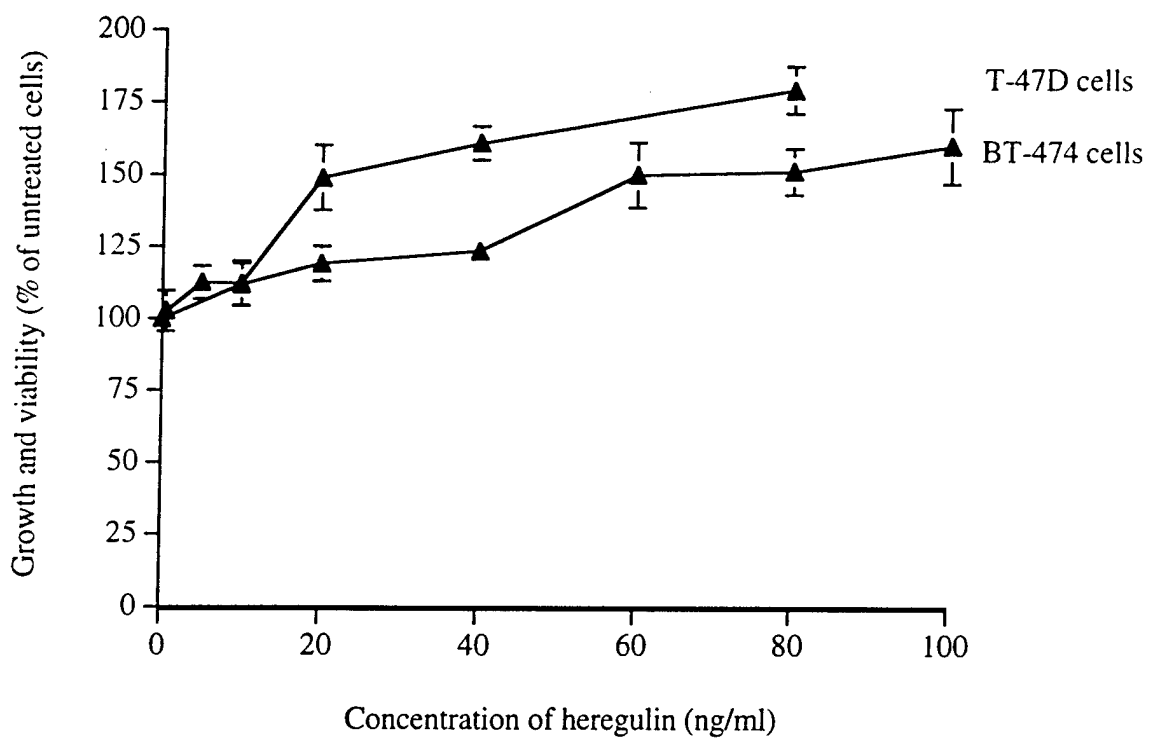 200
175
150
125
100
75
50
25
0
Growth and viability (% of untreated cells)
T-47D cells
BT-474 cells
0 20 40 60 80 100
Concentration of heregulin (ng/ml)